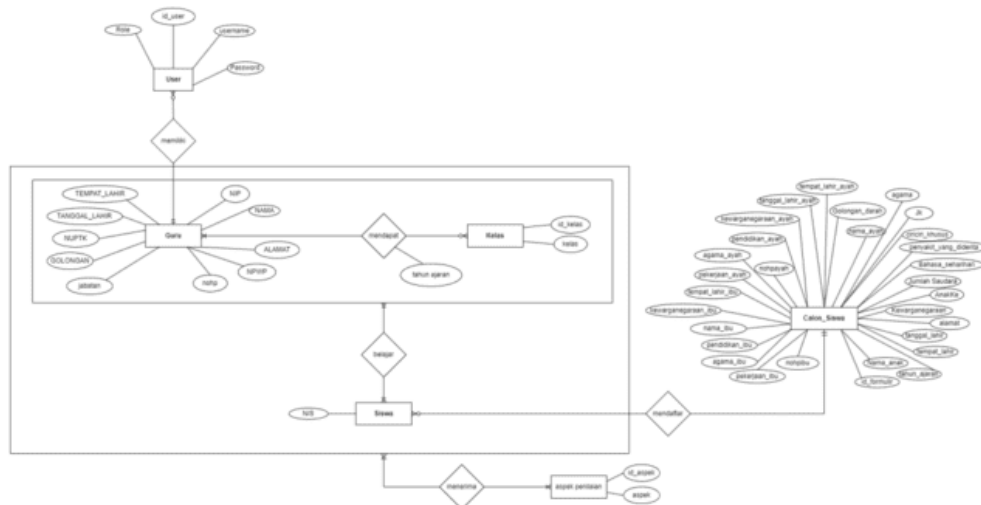 id_user
Role
username
Password
User
memiliki
TEMPAT_LAHIR
NIP
TANGGAL_LAHIR
NAMA
NUPTK
Guru
GOLONGAN
ALAMAT
jabatan
nohp
NPWP
mendapat
tahun ajaran
Kelas
id_kelas
kelas
belajar
NIS
Siswa
mendaftar
menerima
aspek penilaian
id_aspek
aspek
tempat_lahir_ayah
agama
tanggal_lahir_ayah
Golongan_darah
Jk
kewarganegaraan_ayah
nama_ayah
penyakit_yang_diderita
pendidikan_ayah
Bahasa_seharihari
agama_ayah
nohpayah
Jumlah Saudara
pekerjaan_ayah
AnakKe
tempat_lahir_ibu
Kewarganegaraan
kewarganegaraan_ibu
Calon_Siswa
alamat
nama_ibu
tanggal_lahir
pendidikan_ibu
tempat_lahir
agama_ibu
nohpibu
Nama_anak
tahun_ajaran
pekerjaan_ibu
id_formulir